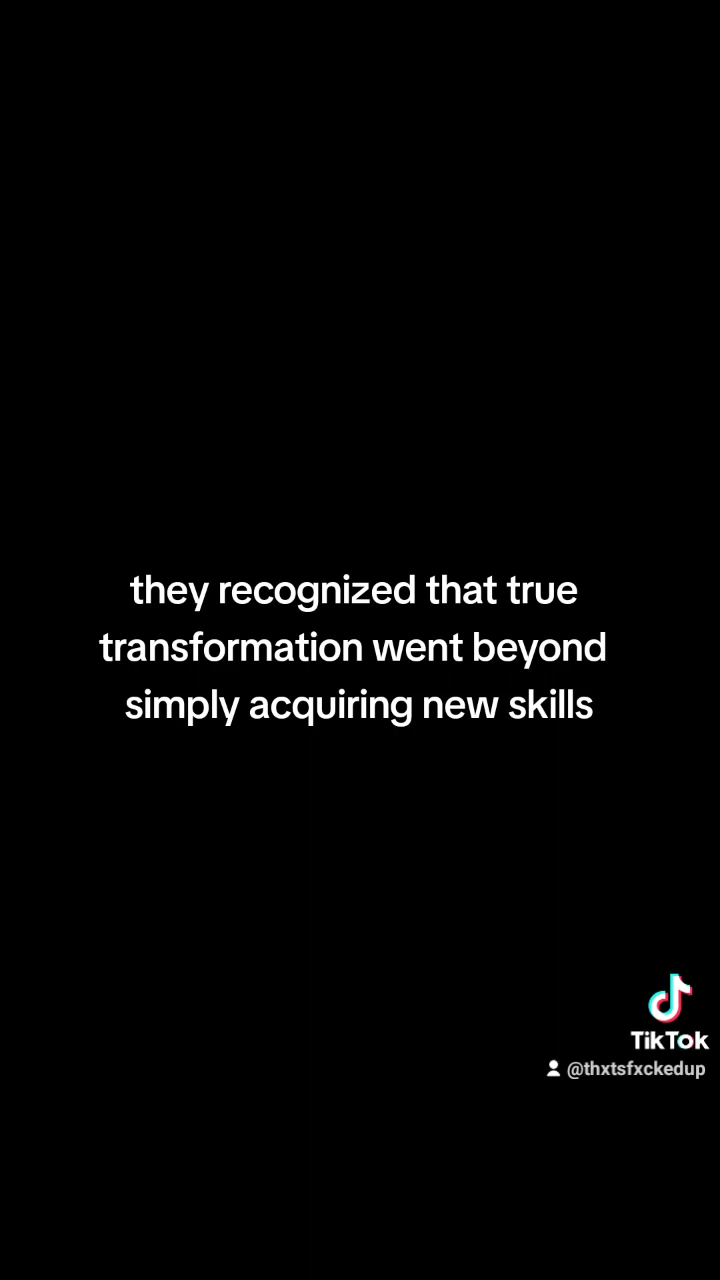 they recognized that true
transformation went beyond
simply acquiring new skills
TikTok
@thxtsfxckedup